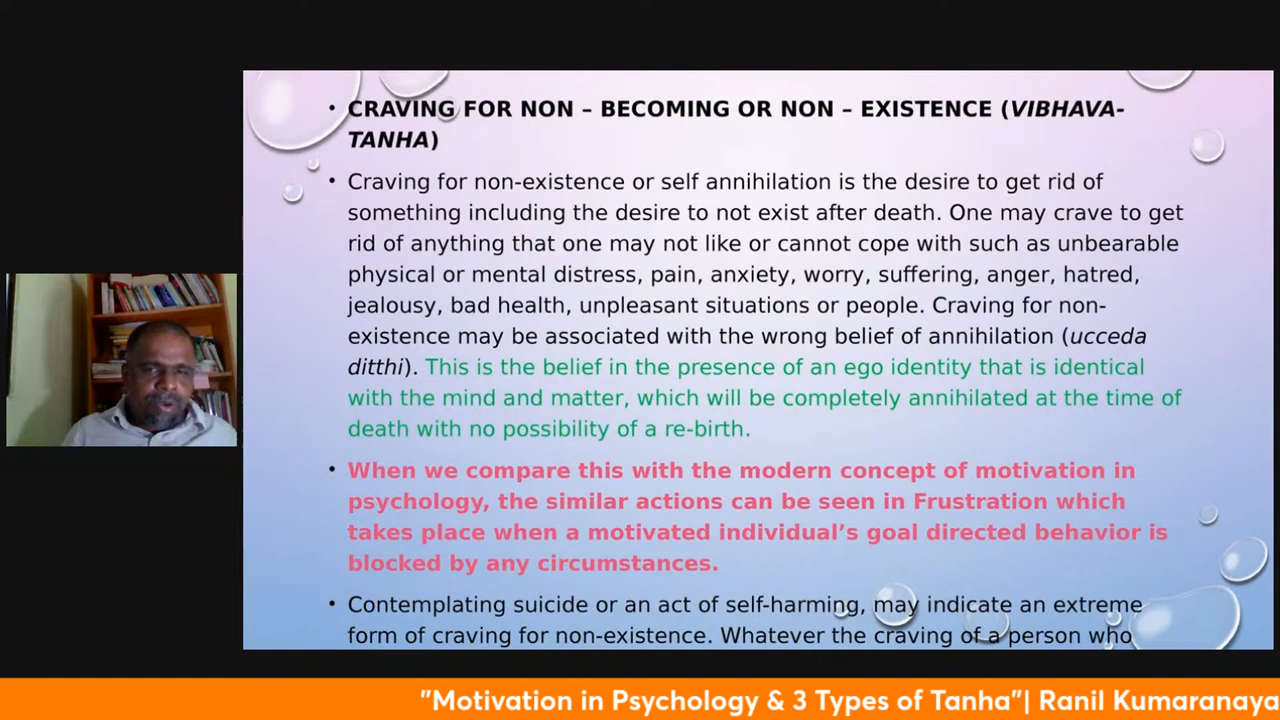 • CRAVING FOR NON – BECOMING OR NON – EXISTENCE (VIBHAVA-
TANHA)
• Craving for non-existence or self annihilation is the desire to get rid of
something including the desire to not exist after death. One may crave to get
rid of anything that one may not like or cannot cope with such as unbearable
physical or mental distress, pain, anxiety, worry, suffering, anger, hatred,
jealousy, bad health, unpleasant situations or people. Craving for non-
existence may be associated with the wrong belief of annihilation (ucceda
ditthi). This is the belief in the presence of an ego identity that is identical
with the mind and matter, which will be completely annihilated at the time of
death with no possibility of a re-birth.
• When we compare this with the modern concept of motivation in
psychology, the similar actions can be seen in Frustration which
takes place when a motivated individual's goal directed behavior is
blocked by any circumstances.
• Contemplating suicide or an act of self-harming, may indicate an extreme
form of craving for non-existence. Whatever the craving of a person who
"Motivation in Psychology & 3 Types of Tanha"| Ranil Kumaranaya